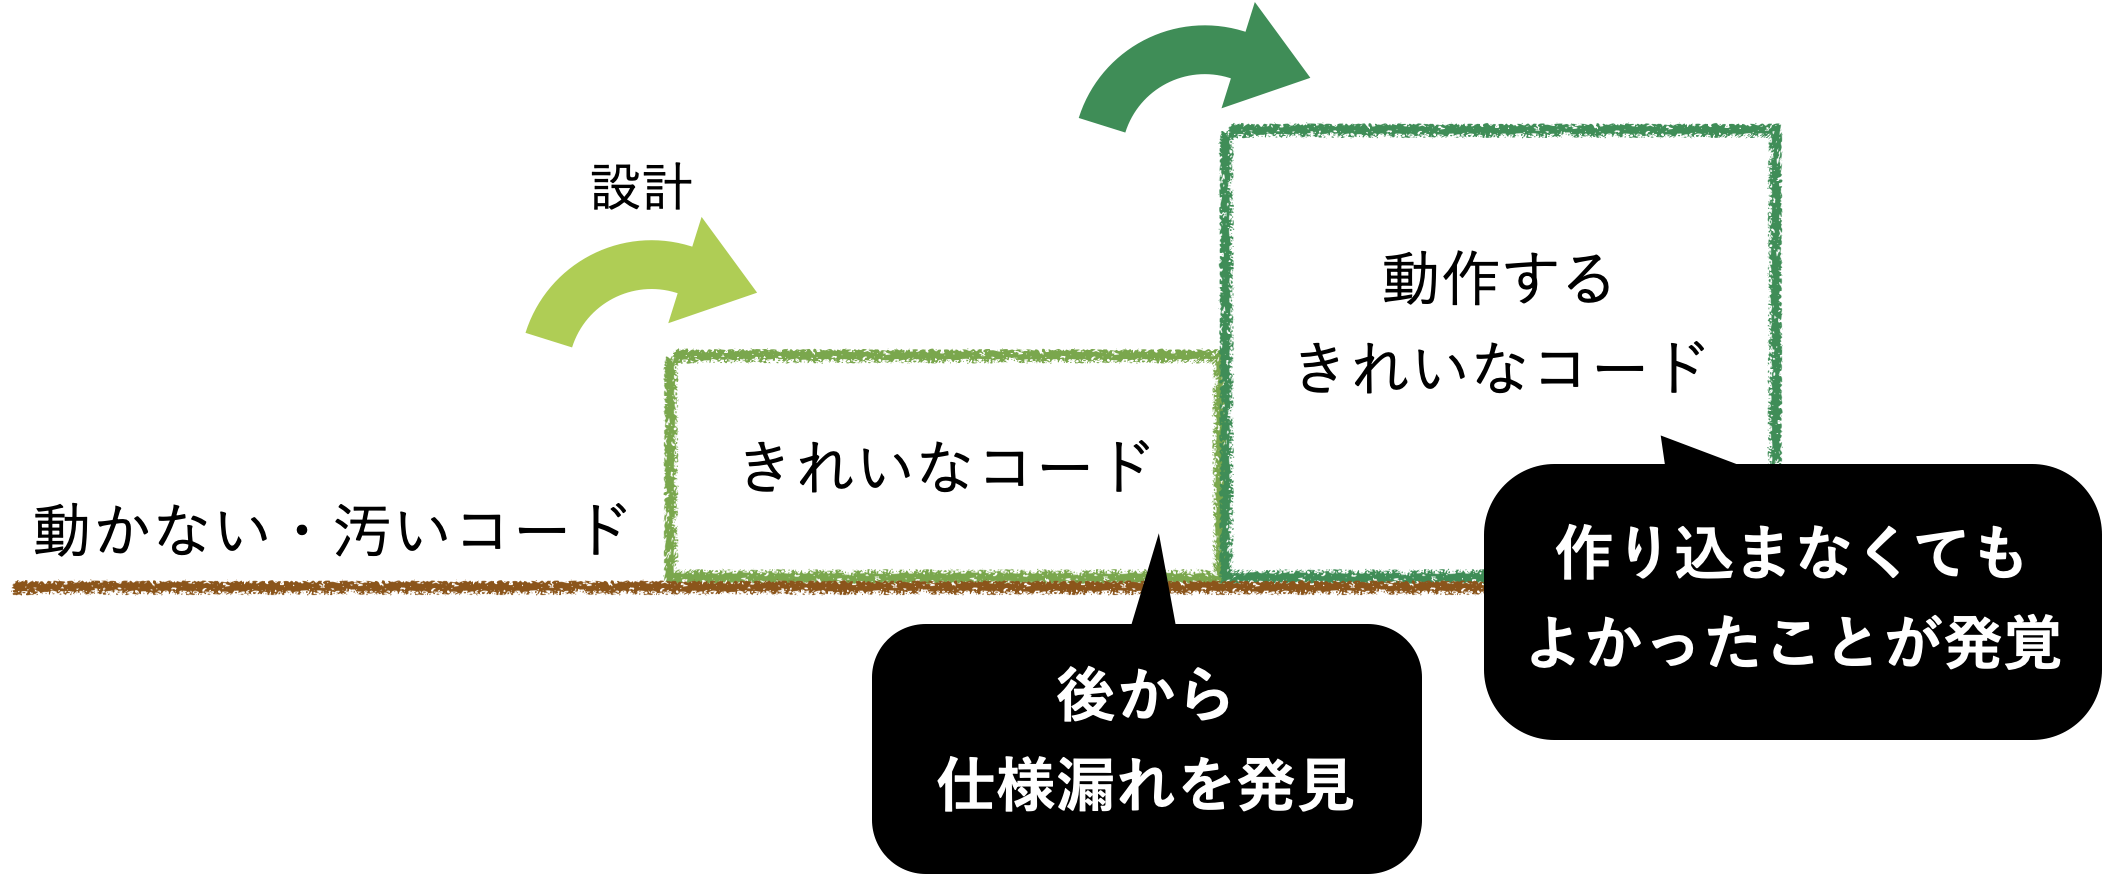 設計
動作する
きれいなコード
きれいなコード
動かない・汚いコード
作り込まなくても
よかったことが発覚
後から
仕様漏れを発見